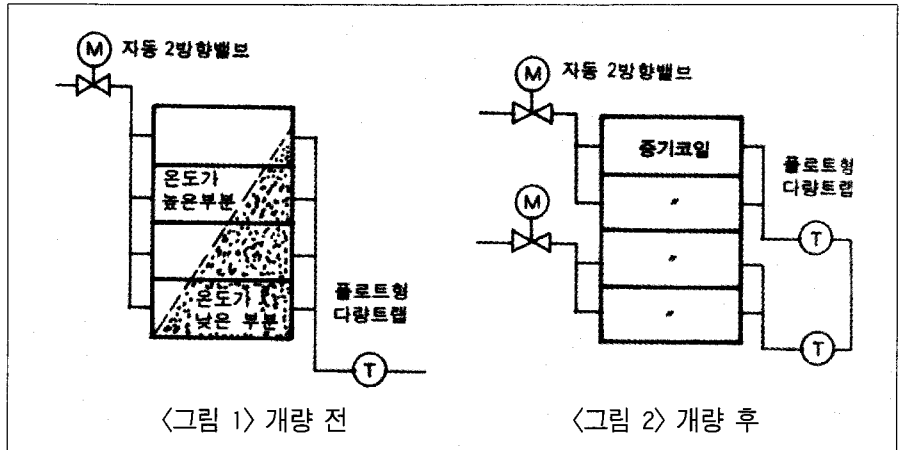 M 자동 2방향밸브
온도가
높은부분
온도가
낮은 부분
플로트형
다량트랩
T
〈그림 1〉 개량 전
M 자동 2방향밸브
증기코일
〃
M
〃
〃
플로트형
다량트랩
T
T
〈그림 2〉 개량 후